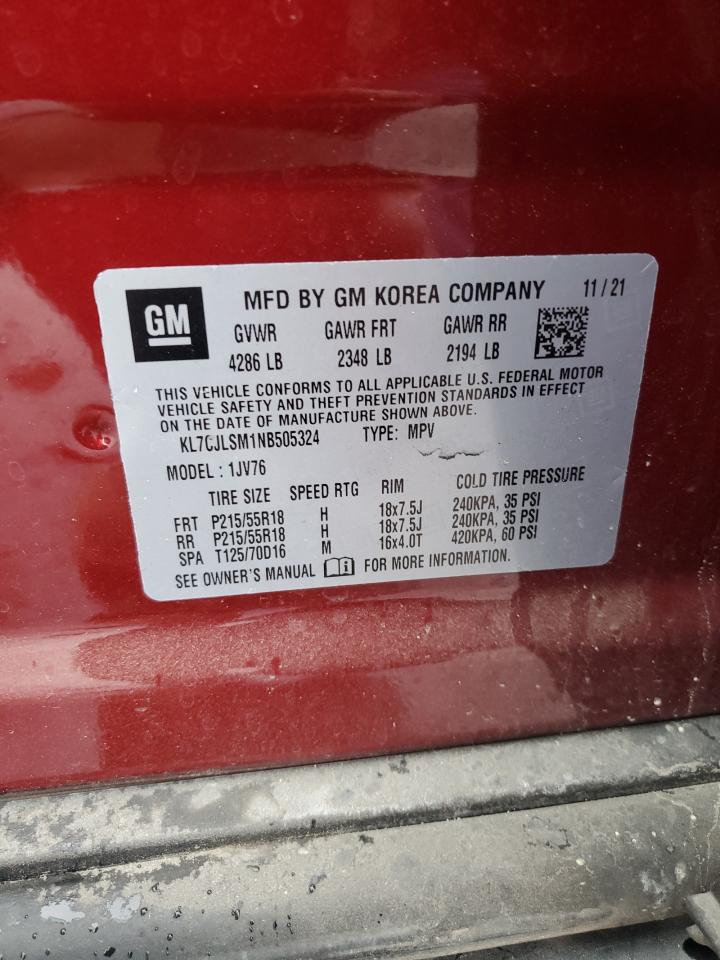 GM MFD BY GM KOREA COMPANY 11/21
GVWR GAWR FRT GAWR RR
4286 LB 2348 LB 2194 LB
THIS VEHICLE CONFORMS TO ALL APPLICABLE U.S. FEDERAL MOTOR
VEHICLE SAFETY AND THEFT PREVENTION STANDARDS IN EFFECT
ON THE DATE OF MANUFACTURE SHOWN ABOVE.
KL7CJLSM1NB505324 TYPE: MPV
MODEL : 1JV76
TIRE SIZE SPEED RTG RIM COLD TIRE PRESSURE
FRT P215/55R18 H 18x7.5J 240KPA, 35 PSI
RR P215/55R18 H 18x7.5J 240KPA, 35 PSI
SPA T125/70D16 M 16x4.0T 420KPA, 60 PSI
SEE OWNER'S MANUAL i FOR MORE INFORMATION.